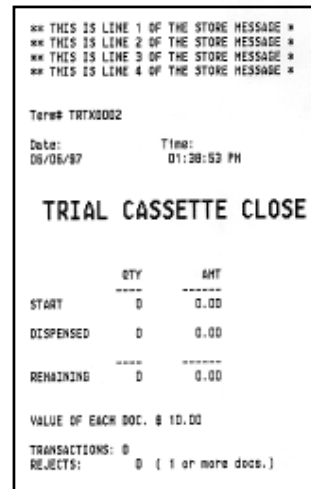 ** THIS IS LINE 1 OF THE STORE MESSAGE *
** THIS IS LINE 2 OF THE STORE MESSAGE *
** THIS IS LINE 3 OF THE STORE MESSAGE *
** THIS IS LINE 4 OF THE STORE MESSAGE *
Term# TRTX0002
Date: Time:
06/06/97 01:38:53 PM
TRIAL CASSETTE CLOSE
QTY AMT
---- ------
START 0 0.00
DISPENSED 0 0.00
---- ------
REMAINING 0 0.00
VALUE OF EACH DOC. $ 10.00
TRANSACTIONS: 0
REJECTS: 0 ( 1 or more docs.)